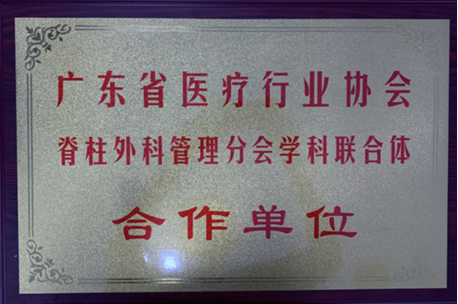 广东省医疗行业协会
脊柱外科管理分会学科联合体
合作单位